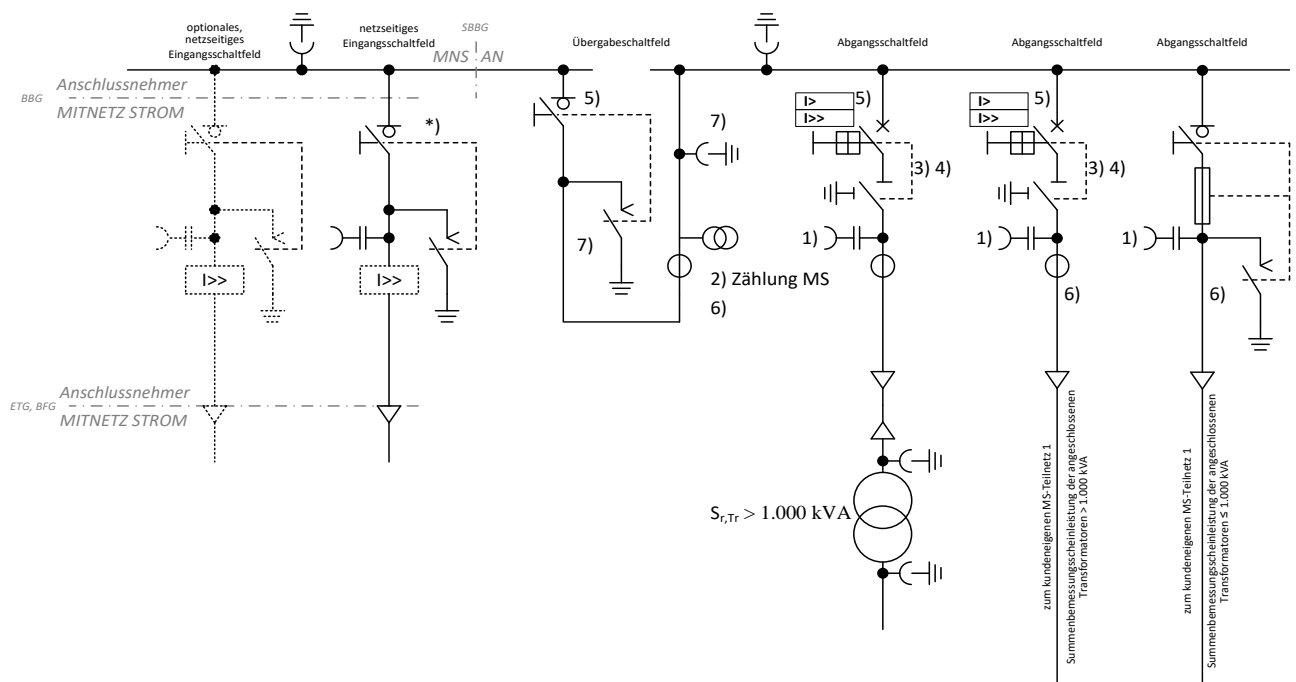 optionales,
netzseitiges
Eingangsschaltfeld
netzseitiges
Eingangsschaltfeld
SBBG
MNS
AN
Übergabeschaltfeld
Abgangsschaltfeld
Abgangsschaltfeld
Abgangsschaltfeld
BBG
Anschlussnehmer
MITNETZ STROM
*)
5)
7)
7)
I>
I>>
5)
3) 4)
I>
I>>
5)
3) 4)
I>>
I>>
2) Zählung MS
6)
1)
1)
6)
1)
6)
ETG, BFG
Anschlussnehmer
MITNETZ STROM
Sr,Tr > 1.000 kVA
zum kundeneigenen MS-Teilnetz 1
Summenbemessungsscheinleistung der angeschlossenen
Transformatoren > 1.000 kVA
zum kundeneigenen MS-Teilnetz 1
Summenbemessungsscheinleistung der angeschlossenen
Transformatoren ≤ 1.000 kVA